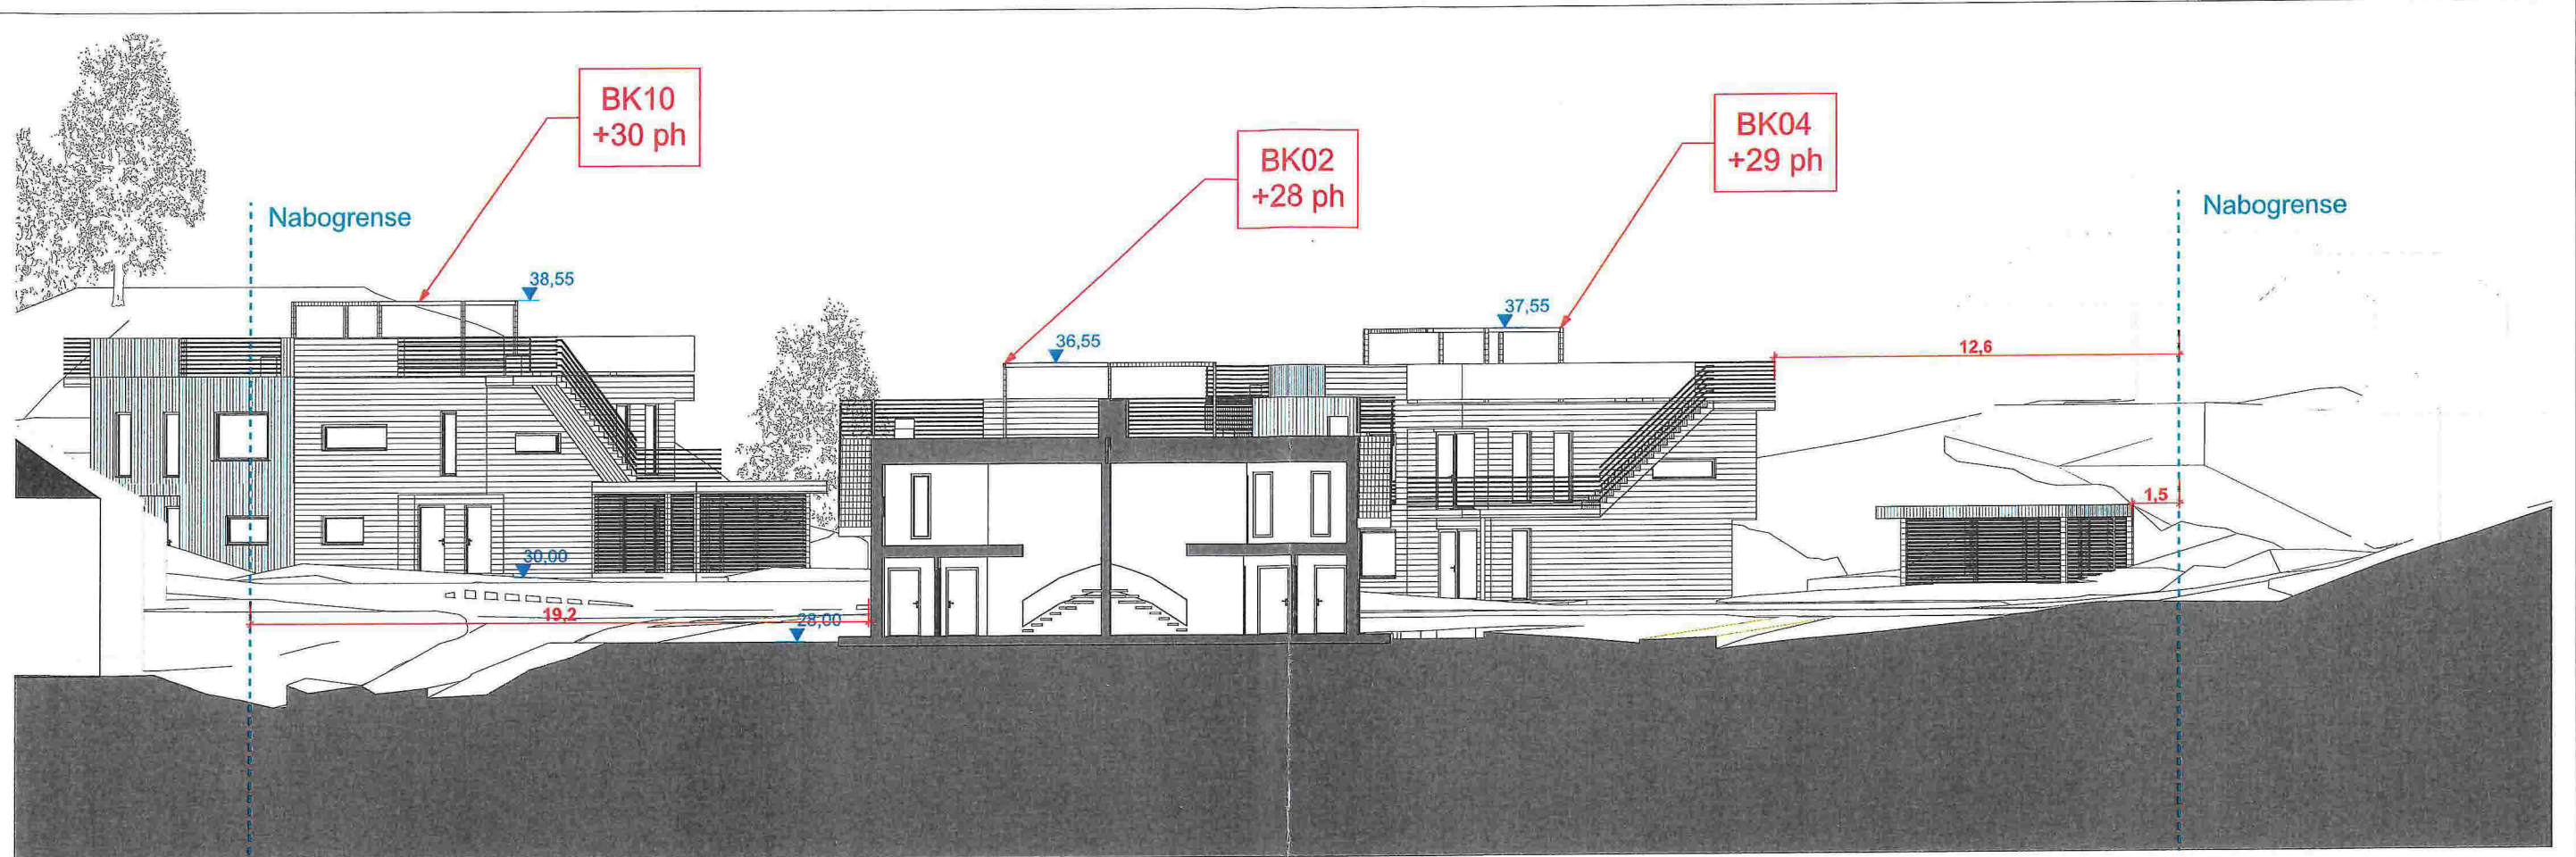 BK10
+30 ph
BK02
+28 ph
BK04
+29 ph
Nabogrense
Nabogrense
38,55
36,55
37,55
12,6
1,5
30,00
19,2
28,00